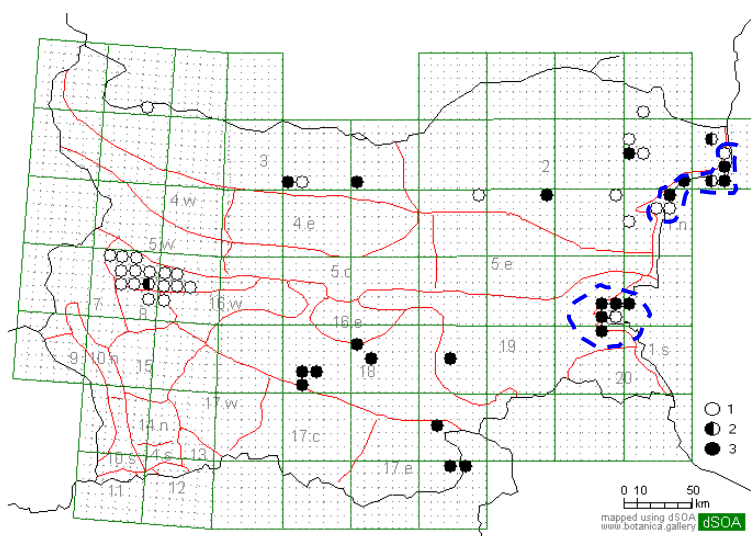 3
2
4.w
4.e
1.n
5.w
5.c
5.e
7
8
16.w
16.e
9
10.n
15
18
19
1.s
20
17.w
14.n
17.c
10.s
14.s
13
17.e
11
12
1
2
3
0 10 50
km
mapped using dSOA
www.botanica.gallery
dSOA